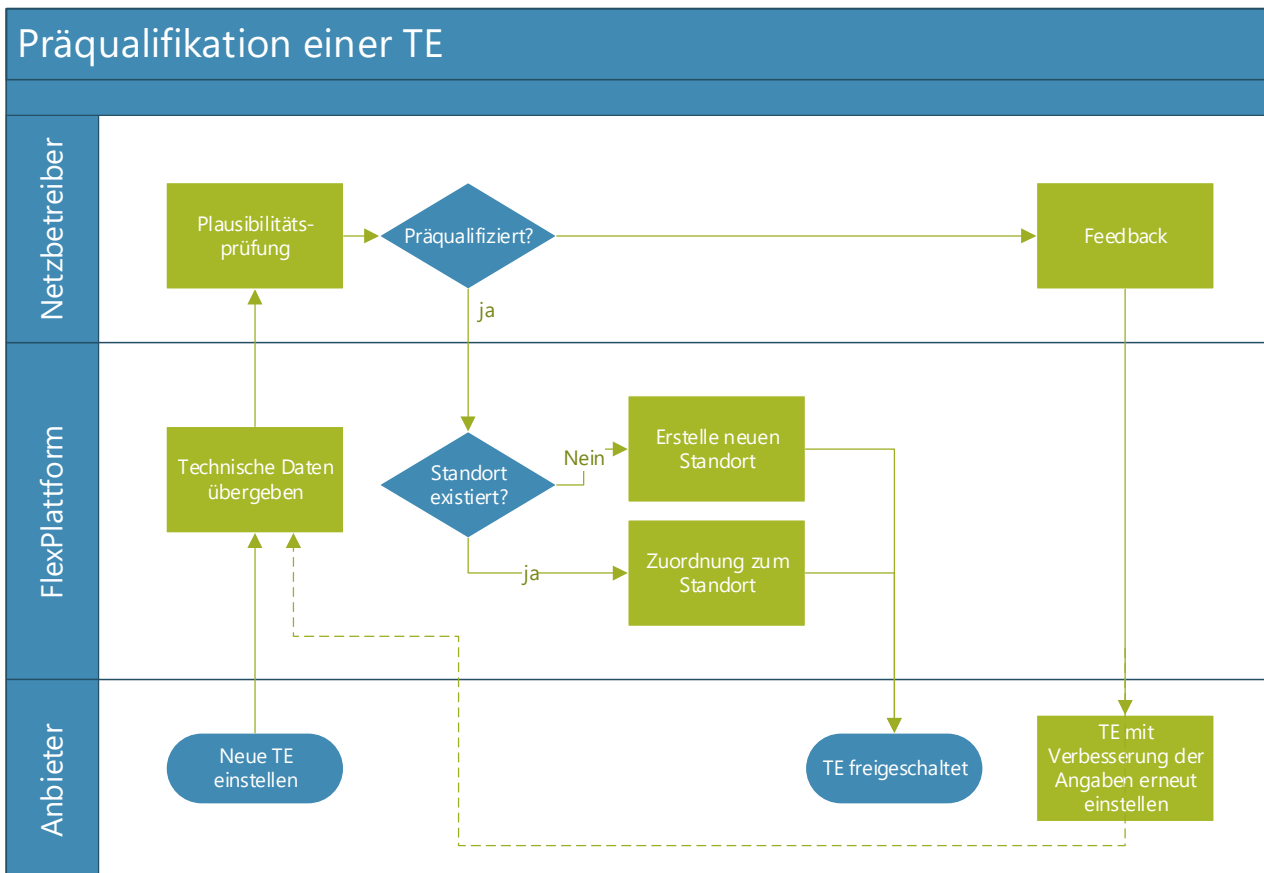 Präqualifikation einer TE
Netzbetreiber
Plausibilitäts-
prüfung
Präqualifiziert?
Feedback
ja
FlexPlattform
Technische Daten
übergeben
Standort
existiert?
Nein
Erstelle neuen
Standort
ja
Zuordnung zum
Standort
Anbieter
Neue TE
einstellen
TE freigeschaltet
TE mit
Verbesserung der
Angaben erneut
einstellen